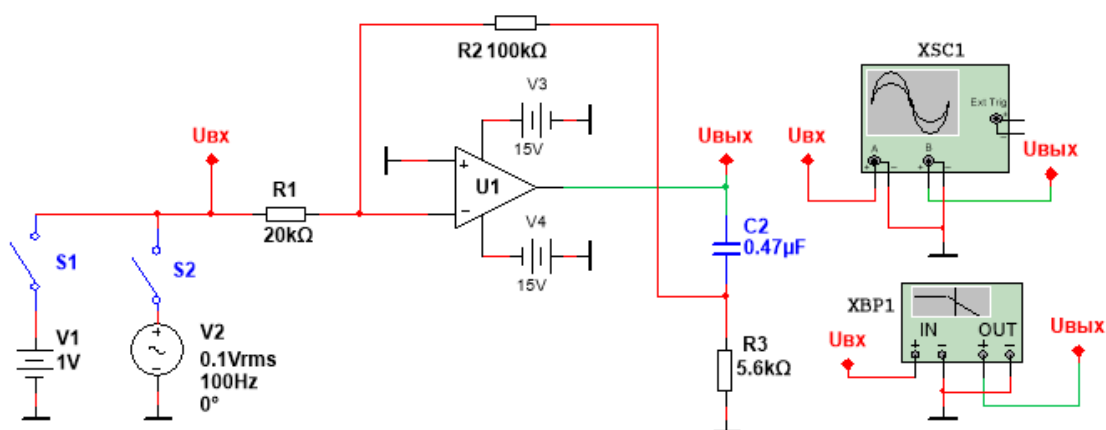 R2 100kΩ
XSC1
V3
Ext Trig
+
−
Uвх
15V
Uвых
Uвх
A
B
Uвых
+
−
+
−
R1
+
U1
−
20kΩ
V4
C2
0.47µF
S1
S2
15V
XBP1
IN
OUT
Uвых
V1
1V
+
V2
0.1Vrms
100Hz
0°
Uвх
+
−
+
−
R3
5.6kΩ